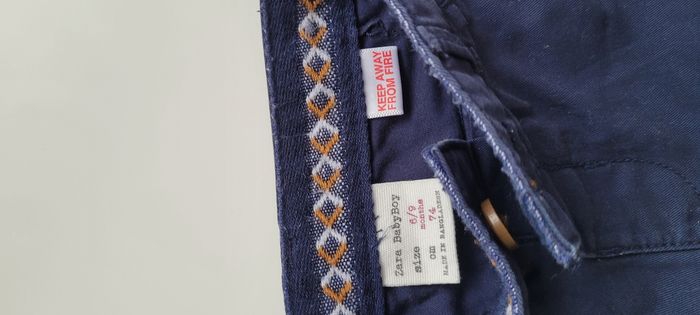 KEEP AWAY
FROM FIRE
Zara BabyBoy
size 6/9
months
cm 74
MADE IN BANGLADESH